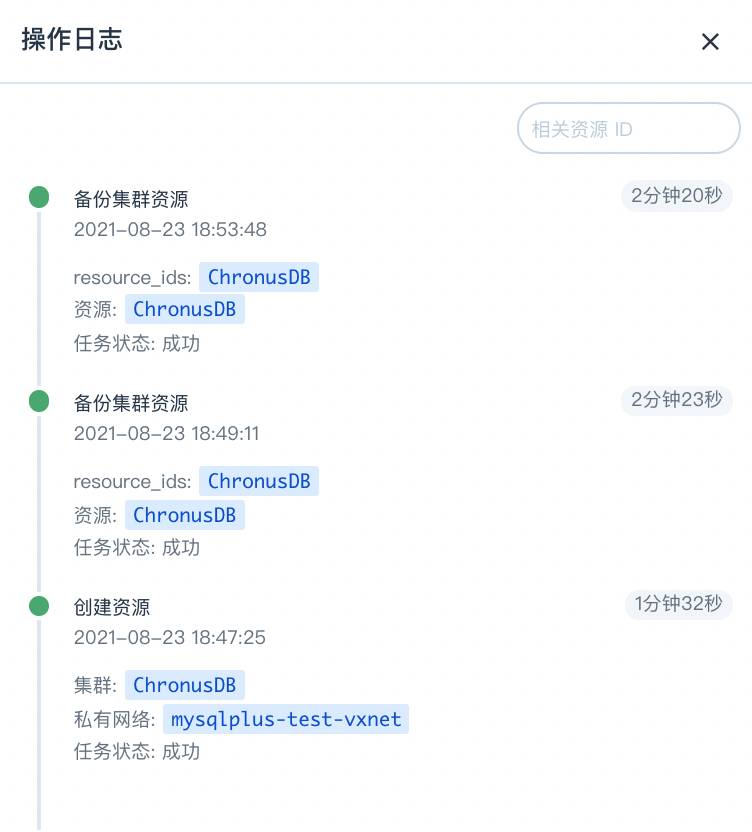 操作日志
相关资源 ID
备份集群资源 2分钟20秒
2021-08-23 18:53:48
resource_ids: ChronusDB
资源: ChronusDB
任务状态: 成功
备份集群资源 2分钟23秒
2021-08-23 18:49:11
resource_ids: ChronusDB
资源: ChronusDB
任务状态: 成功
创建资源 1分钟32秒
2021-08-23 18:47:25
集群: ChronusDB
私有网络: mysqlplus-test-vxnet
任务状态: 成功